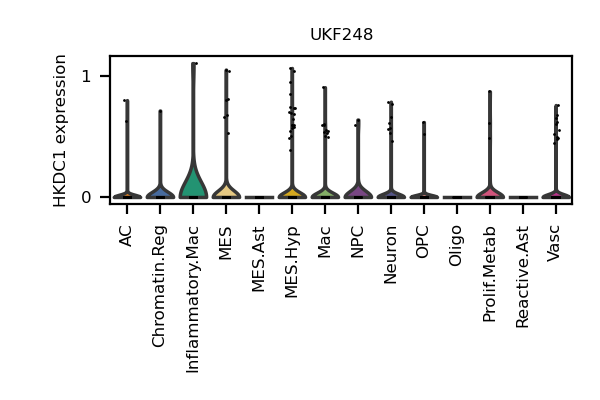 UKF248
HKDC1 expression
1
0
AC
Chromatin.Reg
Inflammatory.Mac
MES
MES.Ast
MES.Hyp
Mac
NPC
Neuron
OPC
Oligo
Prolif.Metab
Reactive.Ast
Vasc